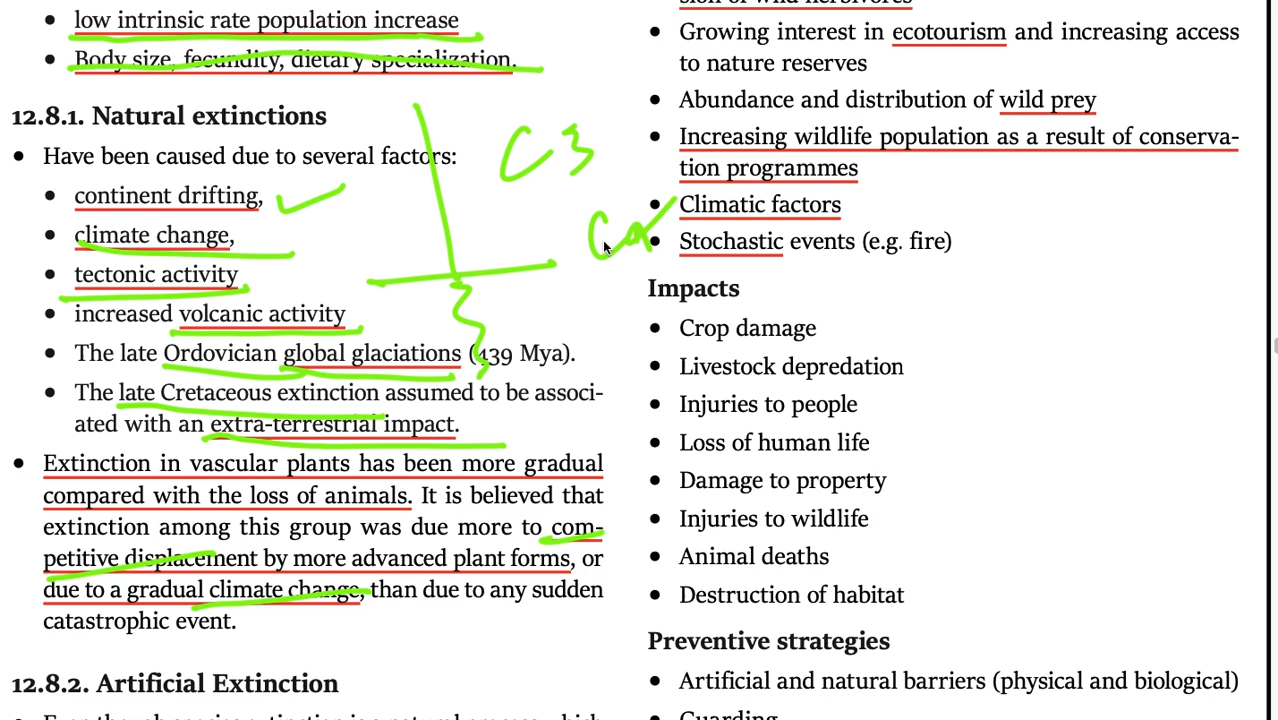 • low intrinsic rate population increase
• Body size, fecundity, dietary specialization.
12.8.1. Natural extinctions
• Have been caused due to several factors:
• continent drifting,
• climate change,
• tectonic activity
• increased volcanic activity
• The late Ordovician global glaciations (439 Mya).
• The late Cretaceous extinction assumed to be associ-
ated with an extra-terrestrial impact.
• Extinction in vascular plants has been more gradual
compared with the loss of animals. It is believed that
extinction among this group was due more to com-
petitive displacement by more advanced plant forms, or
due to a gradual climate change, than due to any sudden
catastrophic event.
12.8.2. Artificial Extinction
C3
sion of wild herbivores
• Growing interest in ecotourism and increasing access
to nature reserves
• Abundance and distribution of wild prey
• Increasing wildlife population as a result of conserva-
tion programmes
• Climatic factors
• Stochastic events (e.g. fire)
Impacts
• Crop damage
• Livestock depredation
• Injuries to people
• Loss of human life
• Damage to property
• Injuries to wildlife
• Animal deaths
• Destruction of habitat
Preventive strategies
• Artificial and natural barriers (physical and biological)
• Guarding